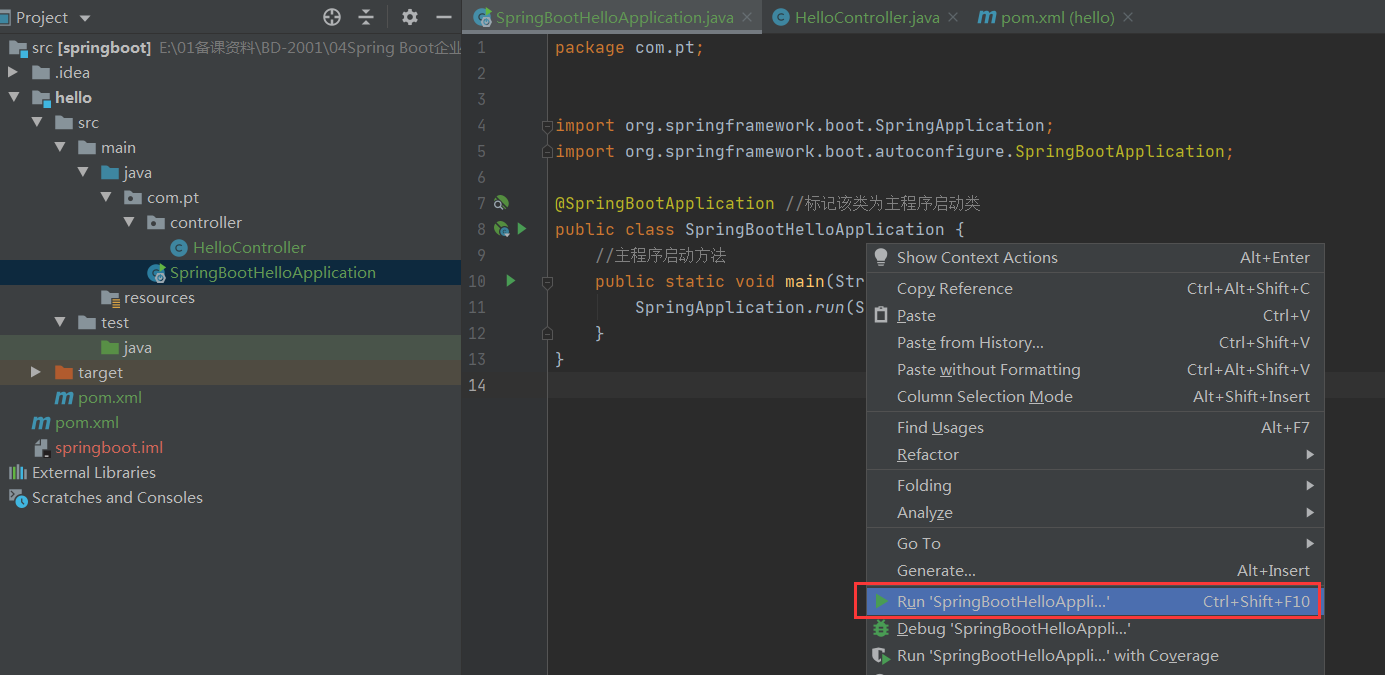 Project
src [springboot] E:\01备课资料\BD-2001\04Spring Boot企业
.idea
hello
src
main
java
com.pt
controller
HelloController
SpringBootHelloApplication
resources
test
java
target
pom.xml
pom.xml
springboot.iml
External Libraries
Scratches and Consoles
SpringBootHelloApplication.java
HelloController.java
pom.xml (hello)
1 package com.pt;
2
3
4 import org.springframework.boot.SpringApplication;
5 import org.springframework.boot.autoconfigure.SpringBootApplication;
6
7 @SpringBootApplication //标记该类为主程序启动类
8 public class SpringBootHelloApplication {
9 //主程序启动方法
10 public static void main(Str
11 SpringApplication.run(S
12 }
13 }
14
Show Context Actions Alt+Enter
Copy Reference Ctrl+Alt+Shift+C
Paste Ctrl+V
Paste from History... Ctrl+Shift+V
Paste without Formatting Ctrl+Alt+Shift+V
Column Selection Mode Alt+Shift+Insert
Find Usages Alt+F7
Refactor
Folding
Analyze
Go To
Generate... Alt+Insert
Run 'SpringBootHelloAppli...' Ctrl+Shift+F10
Debug 'SpringBootHelloAppli...'
Run 'SpringBootHelloAppli...' with Coverage